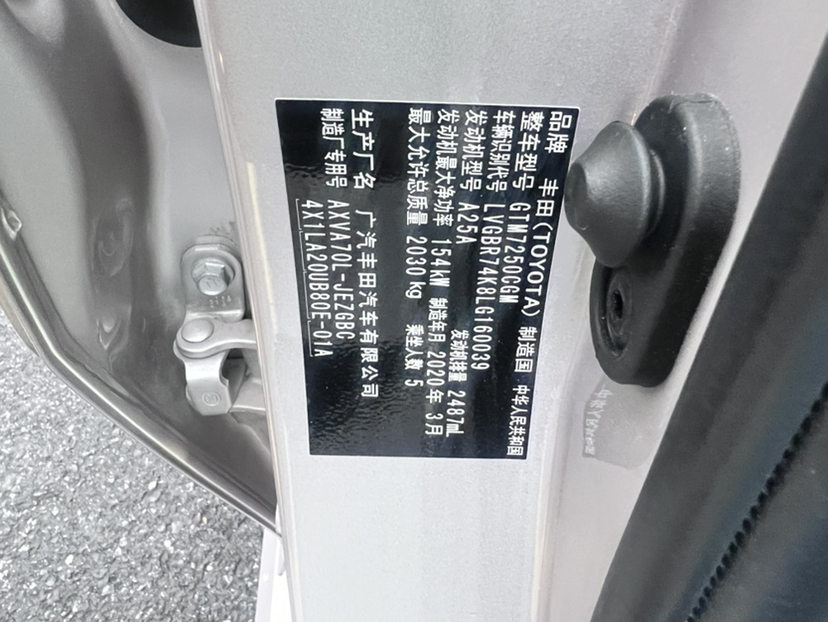 品牌 丰田(TOYOTA) 制造国 中华人民共和国
整车型号 GTM7250CGM
车辆识别代号 LVGBR74K8LG160039
发动机型号 A25A 发动机排量 2487mL
发动机最大净功率 154kW 制造年月 2020年 3月
最大允许总质量 2030kg 乘坐人数 5
生产厂名 广汽丰田汽车有限公司
制造厂专用号 AXVA70L-JEZGBC
4X1LA20UB80E-01A